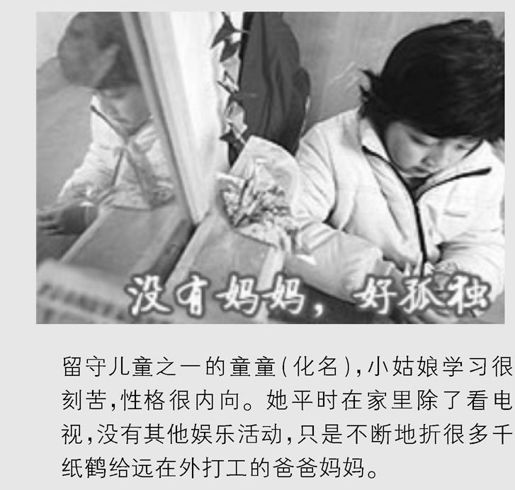 没有妈妈，好孤独
留守儿童之一的童童(化名),小姑娘学习很
刻苦,性格很内向。她平时在家里除了看电
视,没有其他娱乐活动,只是不断地折很多千
纸鹤给远在外打工的爸爸妈妈。